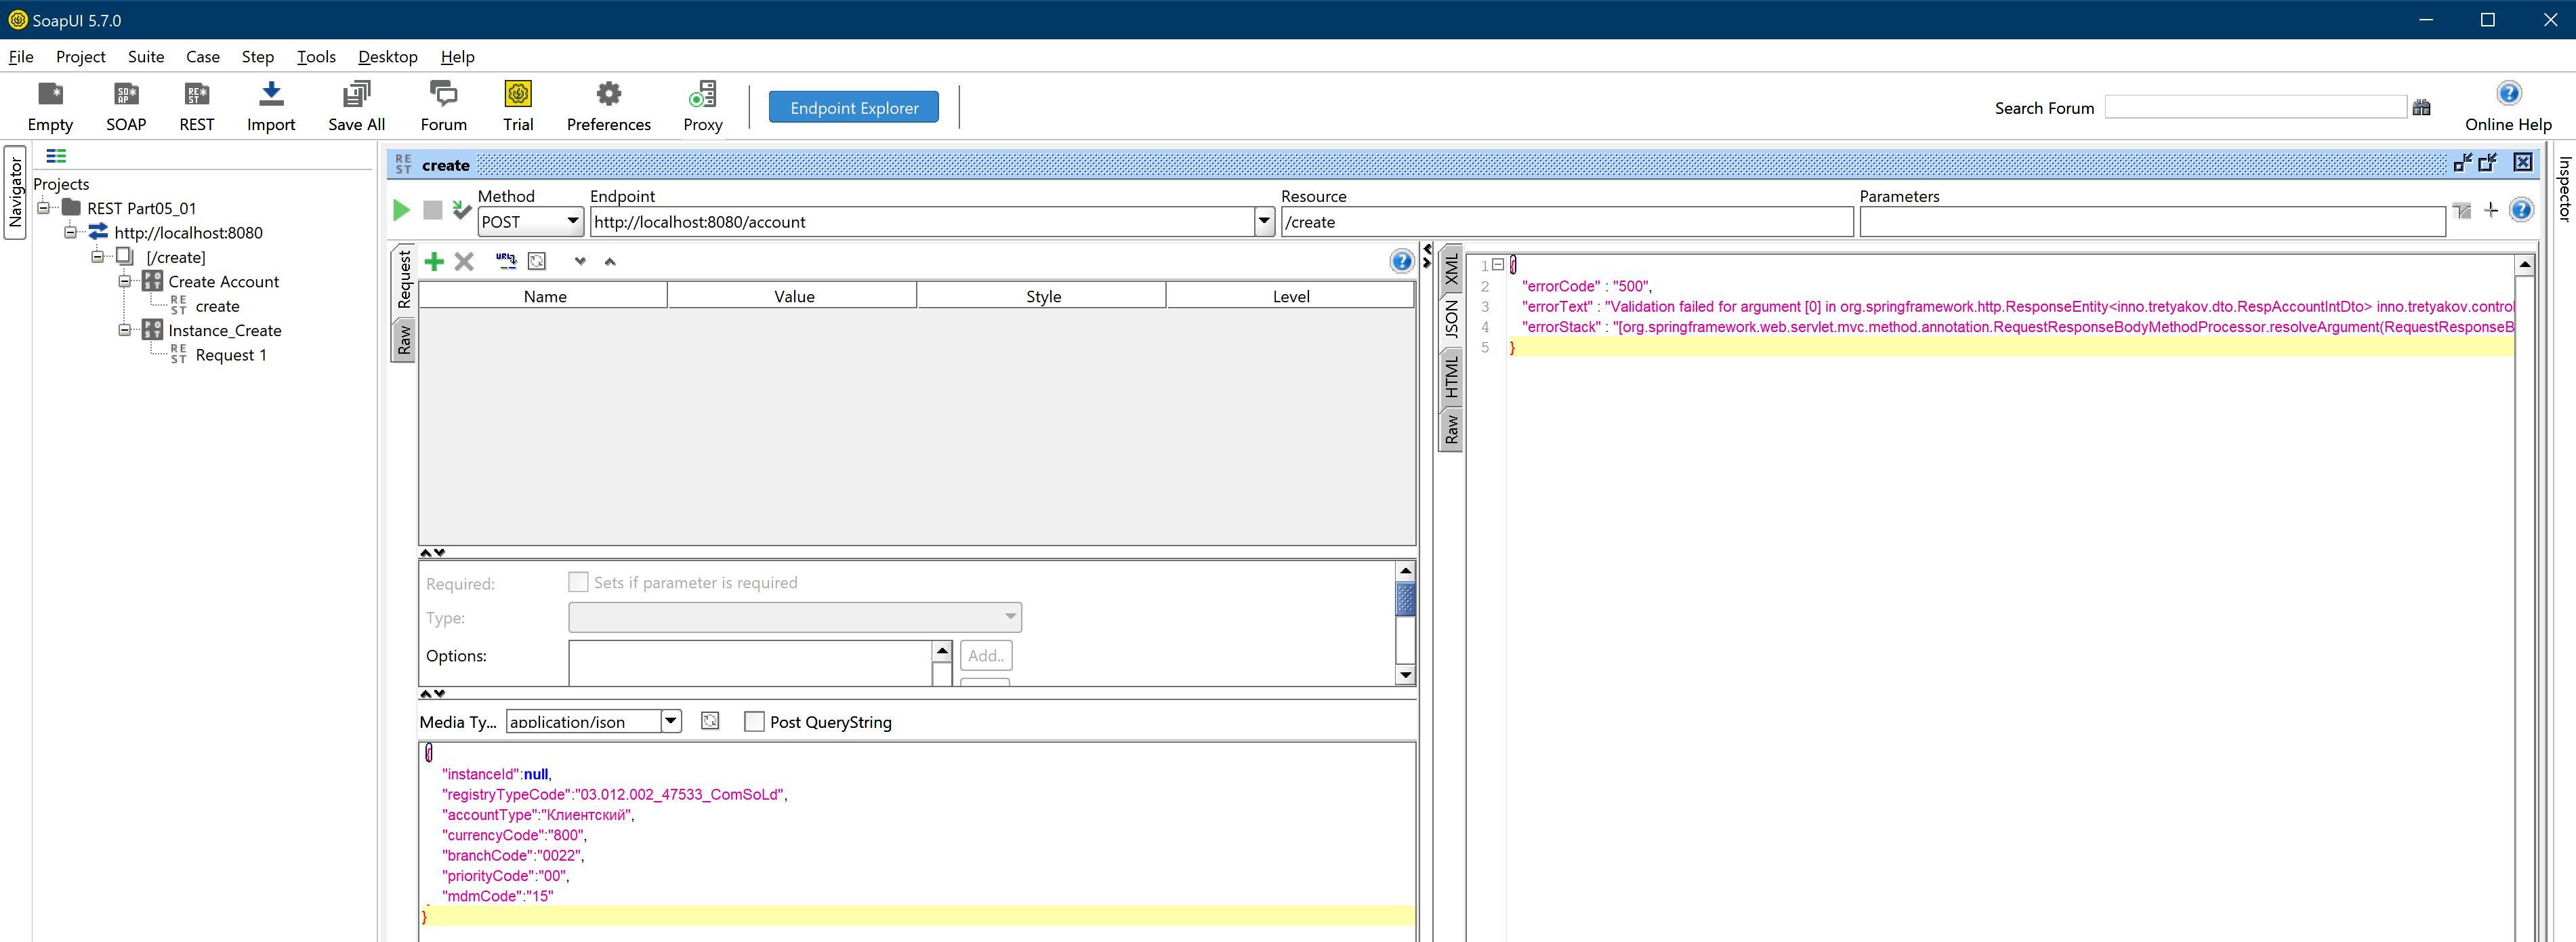 SoapUI 5.7.0
File Project Suite Case Step Tools Desktop Help
Empty SOAP REST Import Save All Forum Trial Preferences Proxy Endpoint Explorer Search Forum Online Help
Navigator
Projects
REST Part05_01
http://localhost:8080
[/create]
Create Account
create
Instance_Create
Request 1
create
Method Endpoint Resource Parameters
POST http://localhost:8080/account /create
Request
Raw
Name Value Style Level
Required: Sets if parameter is required
Type:
Options: Add..
Media Ty... application/json Post QueryString
{
"instanceId":null,
"registryTypeCode":"03.012.002_47533_ComSoLd",
"accountType":"Клиентский",
"currencyCode":"800",
"branchCode":"0022",
"priorityCode":"00",
"mdmCode":"15"
}
XML
JSON
HTML
Raw
1 {
2 "errorCode" : "500",
3 "errorText" : "Validation failed for argument [0] in org.springframework.http.ResponseEntity<inno.tretyakov.dto.RespAccountIntDto> inno.tretyakov.control
4 "errorStack" : "[org.springframework.web.servlet.mvc.method.annotation.RequestResponseBodyMethodProcessor.resolveArgument(RequestResponseB
5 }
Inspector